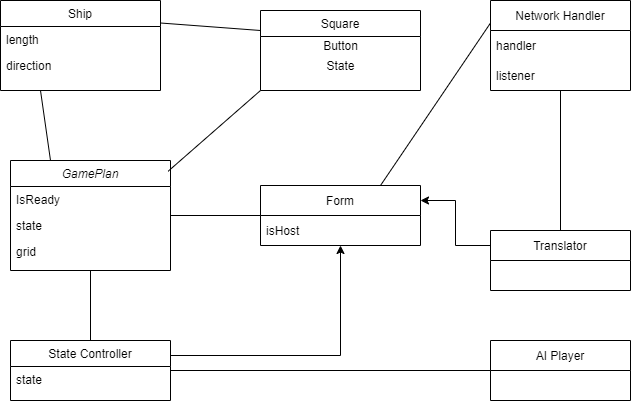 Ship
length
direction
Square
Button
State
Network Handler
handler
listener
GamePlan
IsReady
state
grid
Form
isHost
Translator
State Controller
state
AI Player